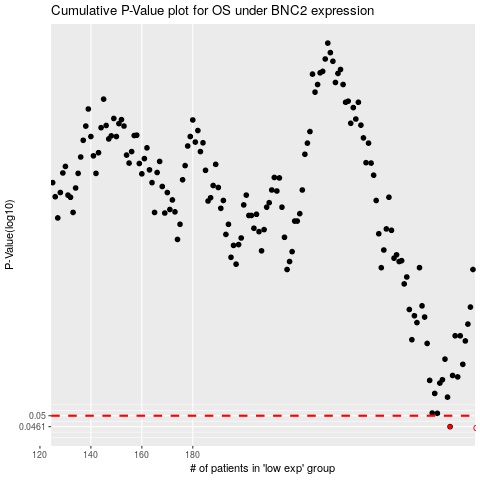 Cumulative P-Value plot for OS under BNC2 expression
P-Value(log10)
0.05
0.0461
120 140 160 180
# of patients in 'low exp' group